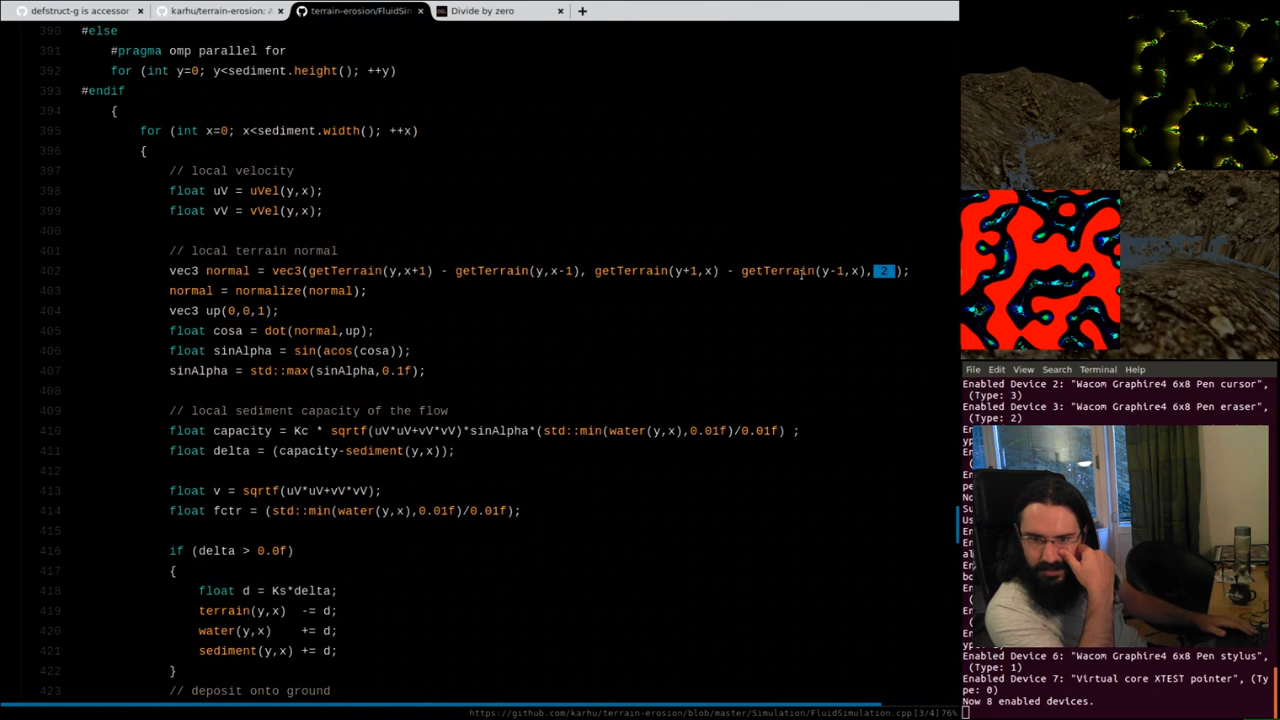 defstruct-g is accessor ×
karhu/terrain-erosion: A ×
terrain-erosion/FluidSim ×
Divide by zero ×
+
390 #else
391 #pragma omp parallel for
392 for (int y=0; y<sediment.height(); ++y)
393 #endif
394 {
395 for (int x=0; x<sediment.width(); ++x)
396 {
397 // local velocity
398 float uV = uVel(y,x);
399 float vV = vVel(y,x);
400
401 // local terrain normal
402 vec3 normal = vec3(getTerrain(y,x+1) - getTerrain(y,x-1), getTerrain(y+1,x) - getTerrain(y-1,x), 2 );
403 normal = normalize(normal);
404 vec3 up(0,0,1);
405 float cosa = dot(normal,up);
406 float sinAlpha = sin(acos(cosa));
407 sinAlpha = std::max(sinAlpha,0.1f);
408
409 // local sediment capacity of the flow
410 float capacity = Kc * sqrtf(uV*uV+vV*vV)*sinAlpha*(std::min(water(y,x),0.01f)/0.01f) ;
411 float delta = (capacity-sediment(y,x));
412
413 float v = sqrtf(uV*uV+vV*vV);
414 float fctr = (std::min(water(y,x),0.01f)/0.01f);
415
416 if (delta > 0.0f)
417 {
418 float d = Ks*delta;
419 terrain(y,x) -= d;
420 water(y,x) += d;
421 sediment(y,x) += d;
422 }
423 // deposit onto ground
https://github.com/karhu/terrain-erosion/blob/master/Simulation/FluidSimulation.cpp [3/4] 76%
File Edit View Search Terminal Help
Enabled Device 2: "Wacom Graphire4 6x8 Pen cursor",
(Type: 3)
Enabled Device 3: "Wacom Graphire4 6x8 Pen eraser",
(Type: 2)
Enabled Device 6: "Wacom Graphire4 6x8 Pen stylus",
(Type: 1)
Enabled Device 7: "Virtual core XTEST pointer", (Ty
pe: 0)
Now 8 enabled devices.